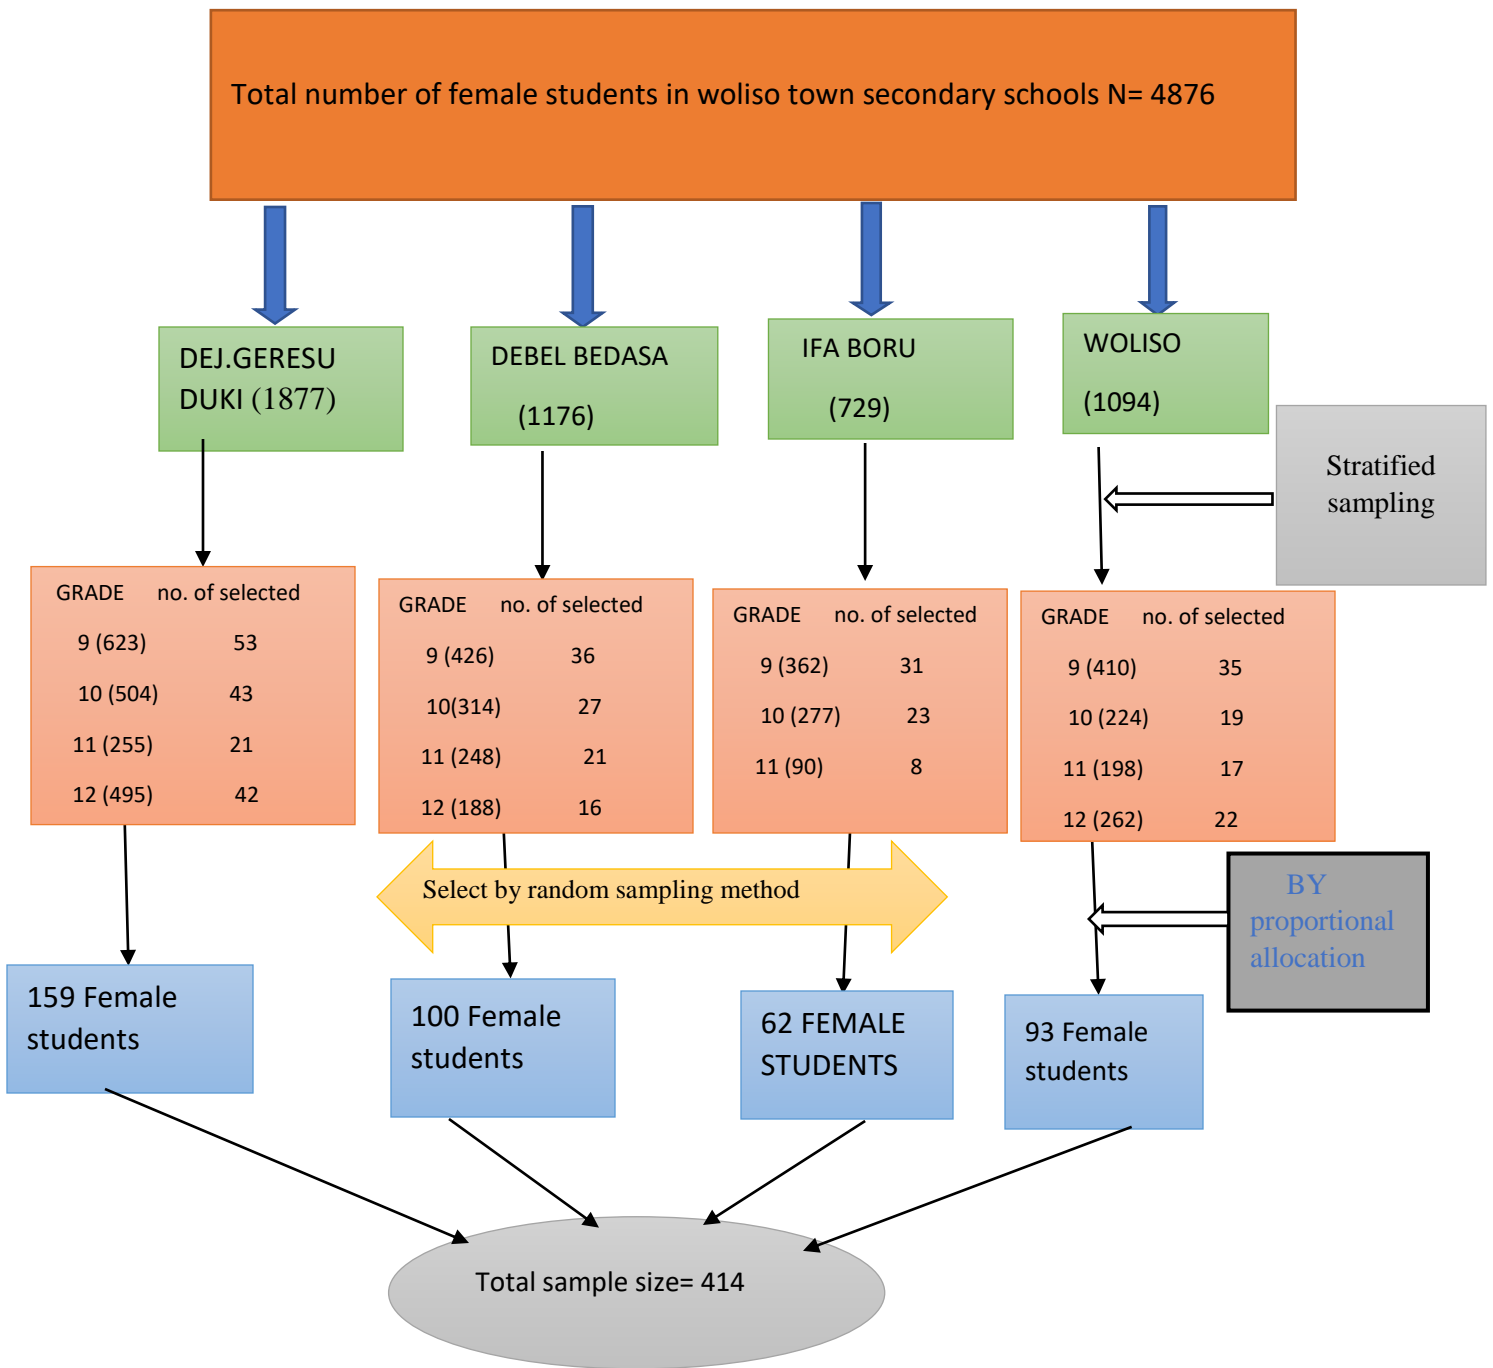 Total number of female students in woliso town secondary schools N= 4876
DEJ.GERESU
DUKI (1877)
DEBEL BEDASA
(1176)
IFA BORU
(729)
WOLISO
(1094)
Stratified
sampling
GRADE no. of selected
9 (623) 53
10 (504) 43
11 (255) 21
12 (495) 42
GRADE no. of selected
9 (426) 36
10(314) 27
11 (248) 21
12 (188) 16
GRADE no. of selected
9 (362) 31
10 (277) 23
11 (90) 8
GRADE no. of selected
9 (410) 35
10 (224) 19
11 (198) 17
12 (262) 22
Select by random sampling method
BY
proportional
allocation
159 Female
students
100 Female
students
62 FEMALE
STUDENTS
93 Female
students
Total sample size= 414